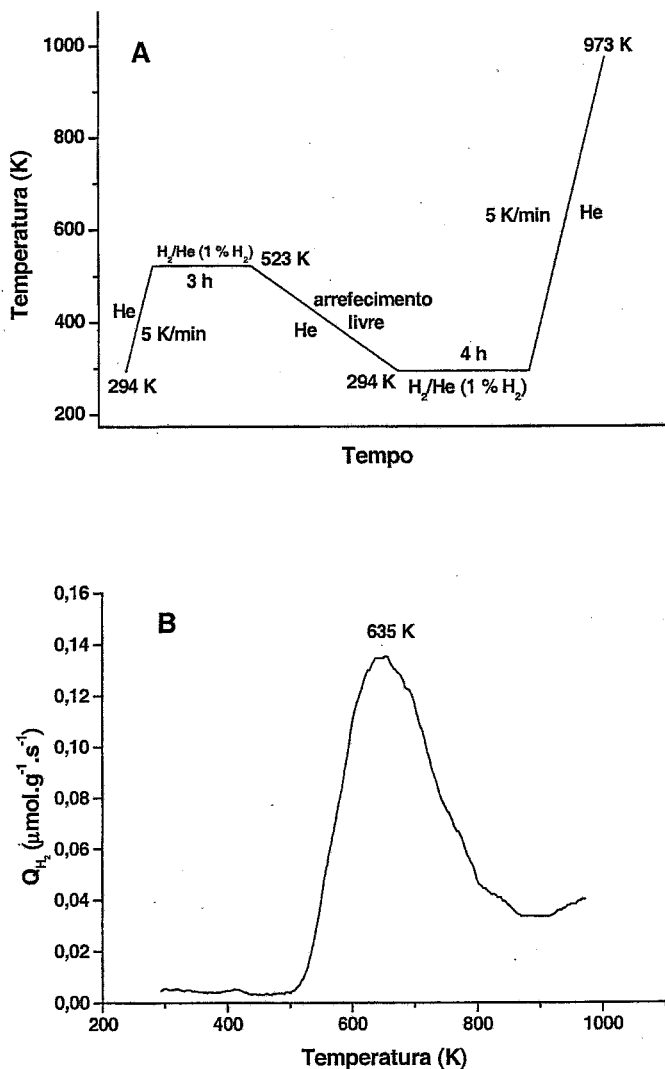 A
973 K
1000
800
600
400
200
Temperatura (K)
H₂/He (1 % H₂)
523 K
3 h
He
5 K/min
294 K
arrefecimento
livre
He
294 K
4 h
H₂/He (1 % H₂)
5 K/min
He
Tempo
B
635 K
0,16
0,14
0,12
0,10
0,08
0,06
0,04
0,02
0,00
Q_H₂ (μmol.g⁻¹.s⁻¹)
200
400
600
800
1000
Temperatura (K)